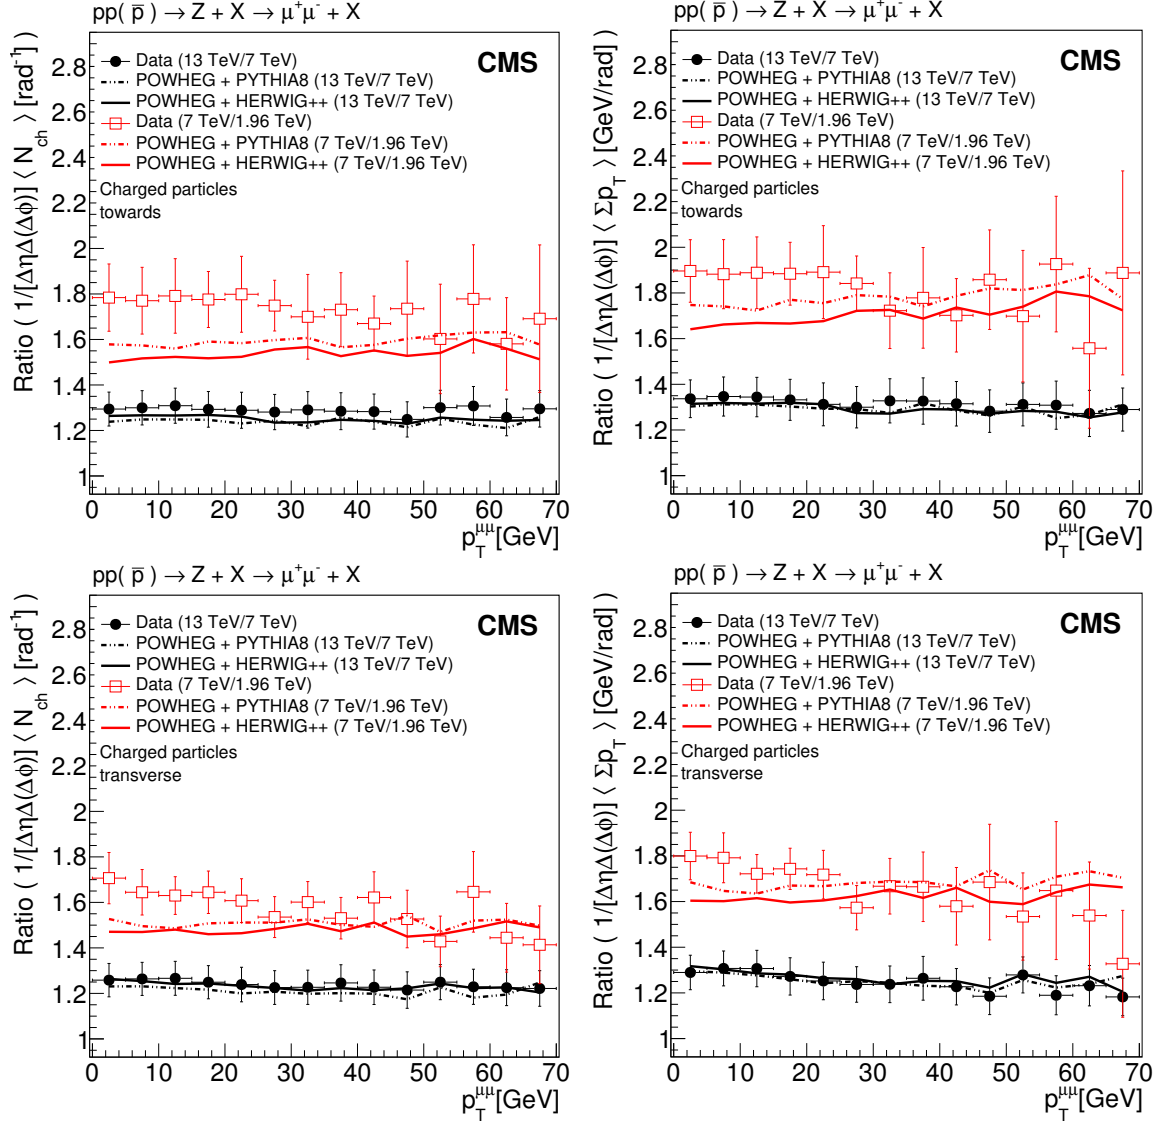 pp( p̅ ) → Z + X → μ⁺μ⁻ + X
Ratio ( 1/[ΔηΔ(Δϕ)] ⟨ N_ch ⟩ [rad⁻¹] )
2.8
2.6
2.4
2.2
2
1.8
1.6
1.4
1.2
1
CMS
Data (13 TeV/7 TeV)
POWHEG + PYTHIA8 (13 TeV/7 TeV)
POWHEG + HERWIG++ (13 TeV/7 TeV)
Data (7 TeV/1.96 TeV)
POWHEG + PYTHIA8 (7 TeV/1.96 TeV)
POWHEG + HERWIG++ (7 TeV/1.96 TeV)
Charged particles
towards
0 10 20 30 40 50 60 70
p_T^μμ [GeV]
pp( p̅ ) → Z + X → μ⁺μ⁻ + X
Ratio ( 1/[ΔηΔ(Δϕ)] ⟨ Σp_T ⟩ [GeV/rad] )
2.8
2.6
2.4
2.2
2
1.8
1.6
1.4
1.2
1
CMS
Data (13 TeV/7 TeV)
POWHEG + PYTHIA8 (13 TeV/7 TeV)
POWHEG + HERWIG++ (13 TeV/7 TeV)
Data (7 TeV/1.96 TeV)
POWHEG + PYTHIA8 (7 TeV/1.96 TeV)
POWHEG + HERWIG++ (7 TeV/1.96 TeV)
Charged particles
towards
0 10 20 30 40 50 60 70
p_T^μμ [GeV]
pp( p̅ ) → Z + X → μ⁺μ⁻ + X
Ratio ( 1/[ΔηΔ(Δϕ)] ⟨ N_ch ⟩ [rad⁻¹] )
2.8
2.6
2.4
2.2
2
1.8
1.6
1.4
1.2
1
CMS
Data (13 TeV/7 TeV)
POWHEG + PYTHIA8 (13 TeV/7 TeV)
POWHEG + HERWIG++ (13 TeV/7 TeV)
Data (7 TeV/1.96 TeV)
POWHEG + PYTHIA8 (7 TeV/1.96 TeV)
POWHEG + HERWIG++ (7 TeV/1.96 TeV)
Charged particles
transverse
0 10 20 30 40 50 60 70
p_T^μμ [GeV]
pp( p̅ ) → Z + X → μ⁺μ⁻ + X
Ratio ( 1/[ΔηΔ(Δϕ)] ⟨ Σp_T ⟩ [GeV/rad] )
2.8
2.6
2.4
2.2
2
1.8
1.6
1.4
1.2
1
CMS
Data (13 TeV/7 TeV)
POWHEG + PYTHIA8 (13 TeV/7 TeV)
POWHEG + HERWIG++ (13 TeV/7 TeV)
Data (7 TeV/1.96 TeV)
POWHEG + PYTHIA8 (7 TeV/1.96 TeV)
POWHEG + HERWIG++ (7 TeV/1.96 TeV)
Charged particles
transverse
0 10 20 30 40 50 60 70
p_T^μμ [GeV]